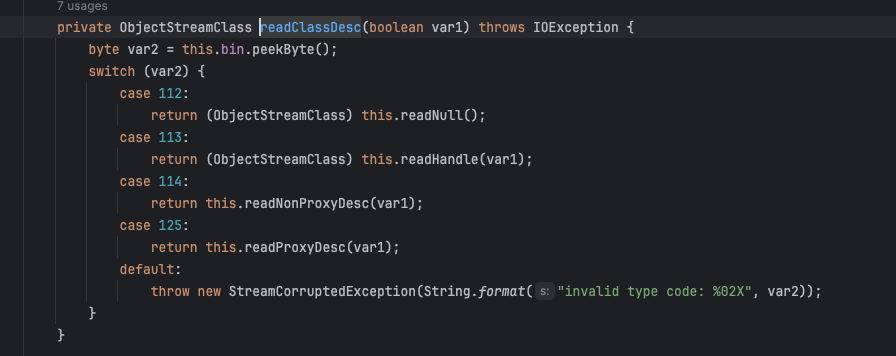 7 usages
private ObjectStreamClass readClassDesc(boolean var1) throws IOException {
    byte var2 = this.bin.peekByte();
    switch (var2) {
        case 112:
            return (ObjectStreamClass) this.readNull();
        case 113:
            return (ObjectStreamClass) this.readHandle(var1);
        case 114:
            return this.readNonProxyDesc(var1);
        case 125:
            return this.readProxyDesc(var1);
        default:
            throw new StreamCorruptedException(String.format( s: "invalid type code: %02X", var2));
    }
}